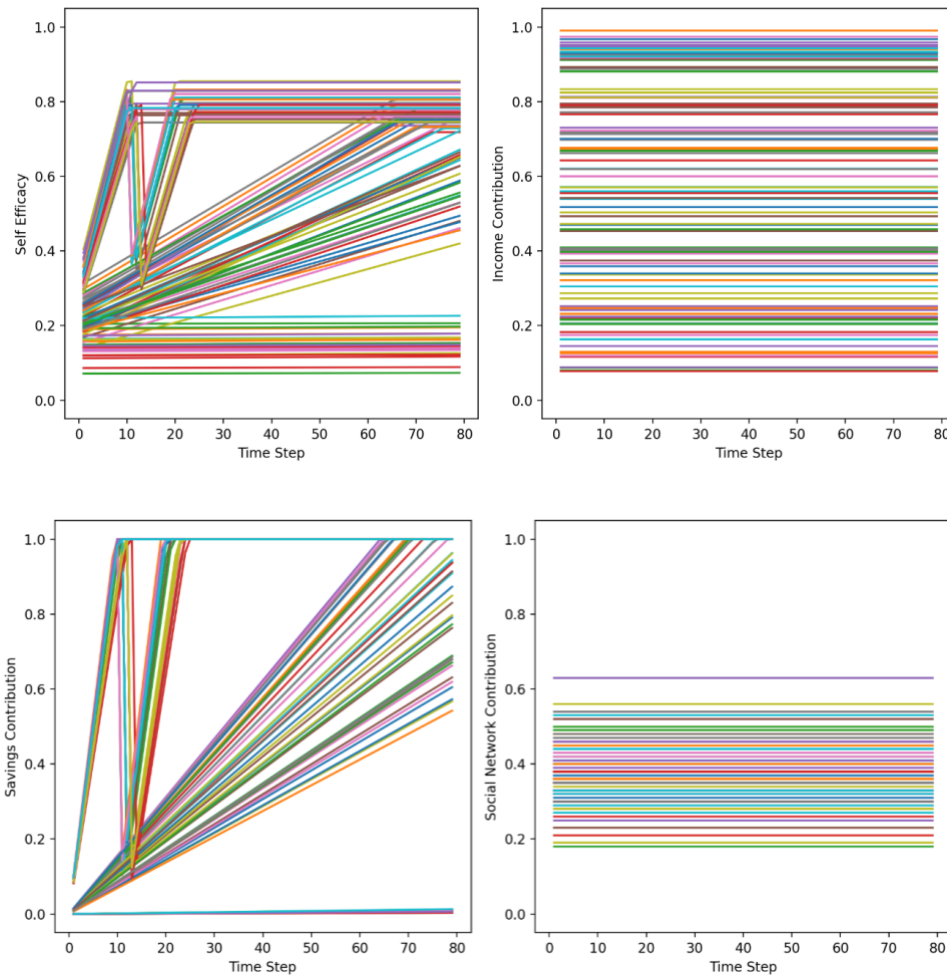 1.0
0.8
0.6
0.4
0.2
0.0
Self Efficacy
0 10 20 30 40 50 60 70 80
Time Step
1.0
0.8
0.6
0.4
0.2
0.0
Income Contribution
0 10 20 30 40 50 60 70 80
Time Step
1.0
0.8
0.6
0.4
0.2
0.0
Savings Contribution
0 10 20 30 40 50 60 70 80
Time Step
1.0
0.8
0.6
0.4
0.2
0.0
Social Network Contribution
0 10 20 30 40 50 60 70 80
Time Step